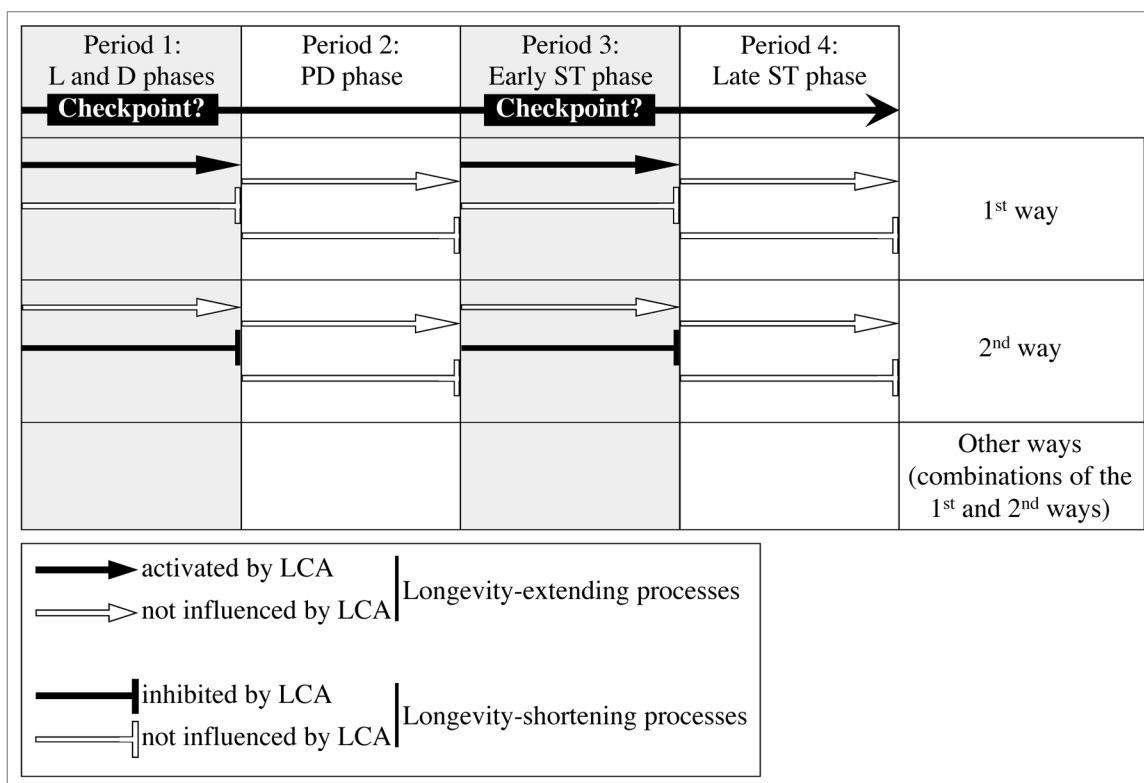 Period 1:
L and D phases
Period 2:
PD phase
Period 3:
Early ST phase
Period 4:
Late ST phase
Checkpoint?
Checkpoint?
1st way
2nd way
Other ways
(combinations of the
1st and 2nd ways)
activated by LCA
not influenced by LCA
Longevity-extending processes
inhibited by LCA
not influenced by LCA
Longevity-shortening processes